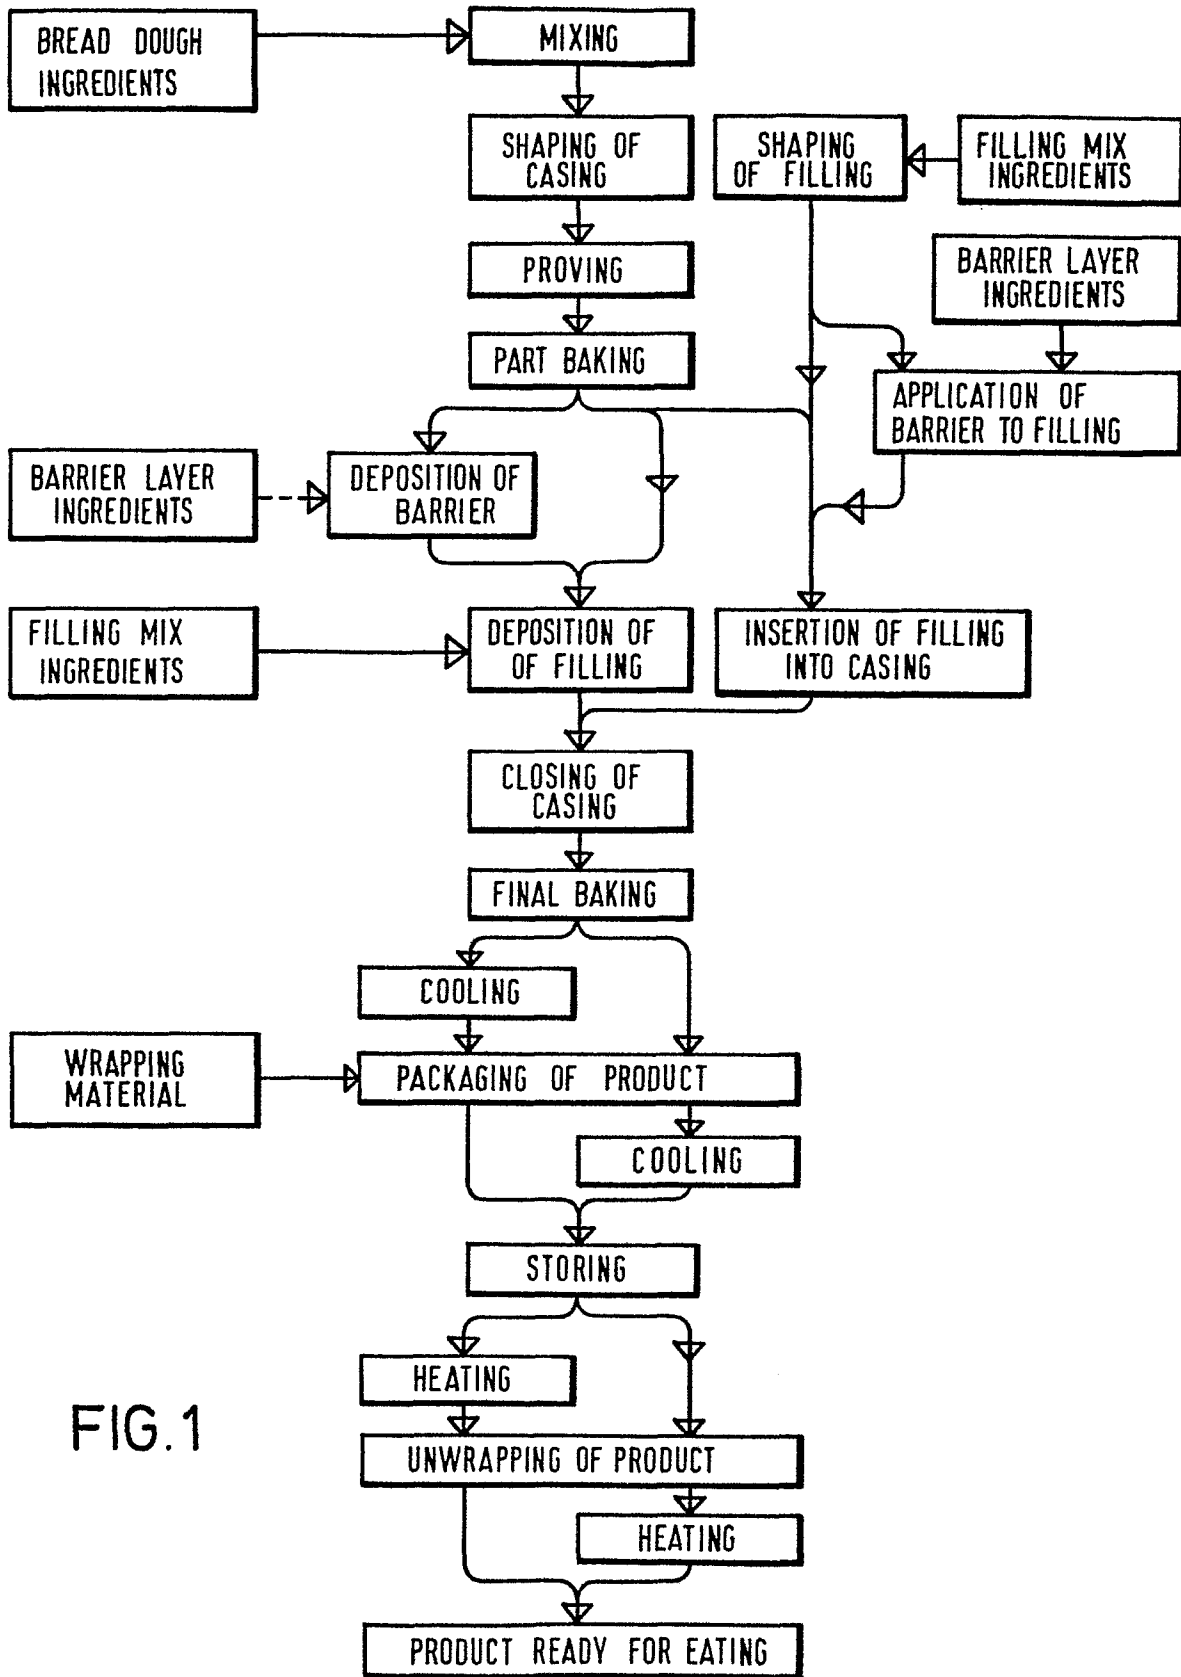 BREAD DOUGH
INGREDIENTS
MIXING
SHAPING OF
CASING
SHAPING
OF FILLING
FILLING MIX
INGREDIENTS
PROVING
BARRIER LAYER
INGREDIENTS
PART BAKING
APPLICATION OF
BARRIER TO FILLING
BARRIER LAYER
INGREDIENTS
DEPOSITION OF
BARRIER
FILLING MIX
INGREDIENTS
DEPOSITION OF
OF FILLING
INSERTION OF FILLING
INTO CASING
CLOSING OF
CASING
FINAL BAKING
COOLING
WRAPPING
MATERIAL
PACKAGING OF PRODUCT
COOLING
STORING
HEATING
FIG.1
UNWRAPPING OF PRODUCT
HEATING
PRODUCT READY FOR EATING